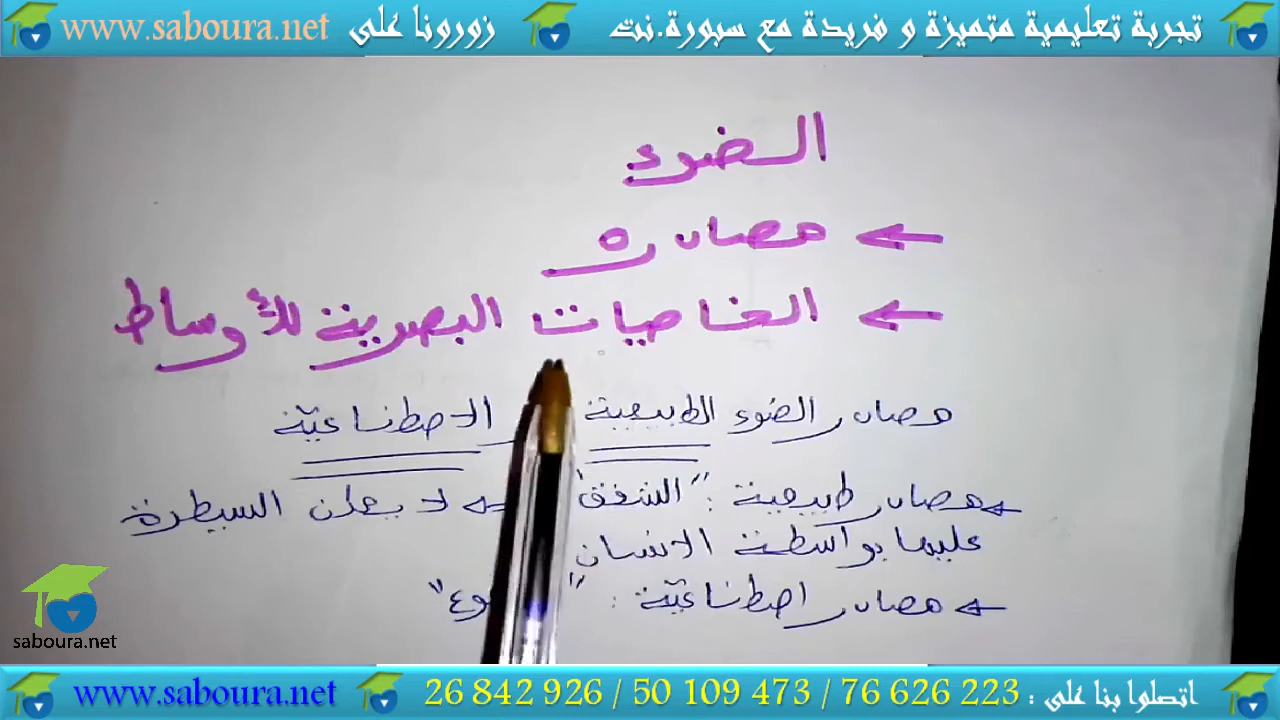 تجربة تعليمية متميزة و فريدة مع سبورة.نت زورونا على www.saboura.net
الضوء
← مصادره
← الخاصيات البصرية للأوساط
مصادر الضوء الطبيعية الاصطناعيّة
← مصادر طبيعية : "الشفق" ← لا يمكن السيطرة
عليها بواسطة الانسان
← مصادر اصطناعيّة : "
saboura.net
اتصلوا بنا على : 26 842 926 / 50 109 473 / 76 626 223 www.saboura.net